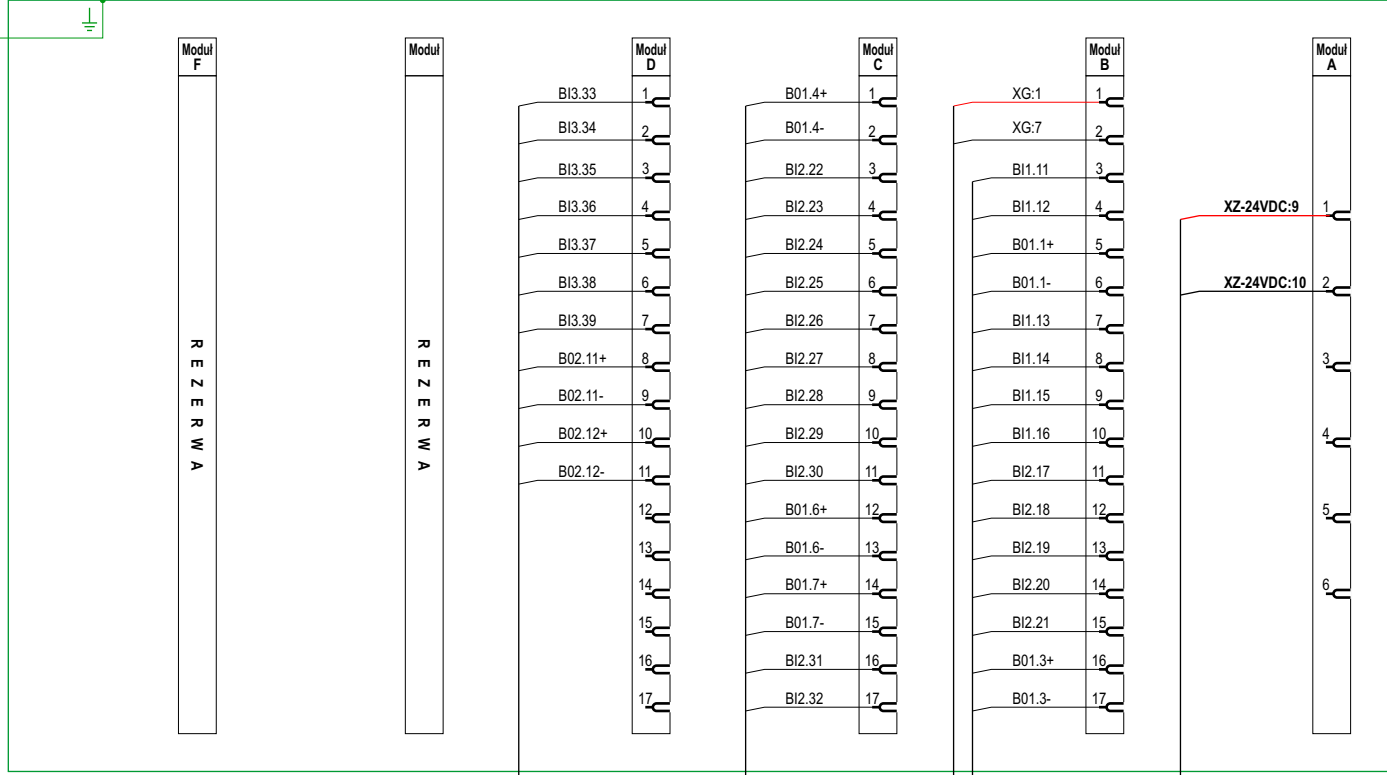 Moduł
F
REZERWA
Moduł
REZERWA
Moduł
D
BI3.33 1
BI3.34 2
BI3.35 3
BI3.36 4
BI3.37 5
BI3.38 6
BI3.39 7
B02.11+ 8
B02.11- 9
B02.12+ 10
B02.12- 11
12
13
14
15
16
17
Moduł
C
B01.4+ 1
B01.4- 2
BI2.22 3
BI2.23 4
BI2.24 5
BI2.25 6
BI2.26 7
BI2.27 8
BI2.28 9
BI2.29 10
BI2.30 11
B01.6+ 12
B01.6- 13
B01.7+ 14
B01.7- 15
BI2.31 16
BI2.32 17
Moduł
B
XG:1 1
XG:7 2
BI1.11 3
BI1.12 4
B01.1+ 5
B01.1- 6
BI1.13 7
BI1.14 8
BI1.15 9
BI1.16 10
BI2.17 11
BI2.18 12
BI2.19 13
BI2.20 14
BI2.21 15
B01.3+ 16
B01.3- 17
Moduł
A
XZ-24VDC:9 1
XZ-24VDC:10 2
3
4
5
6